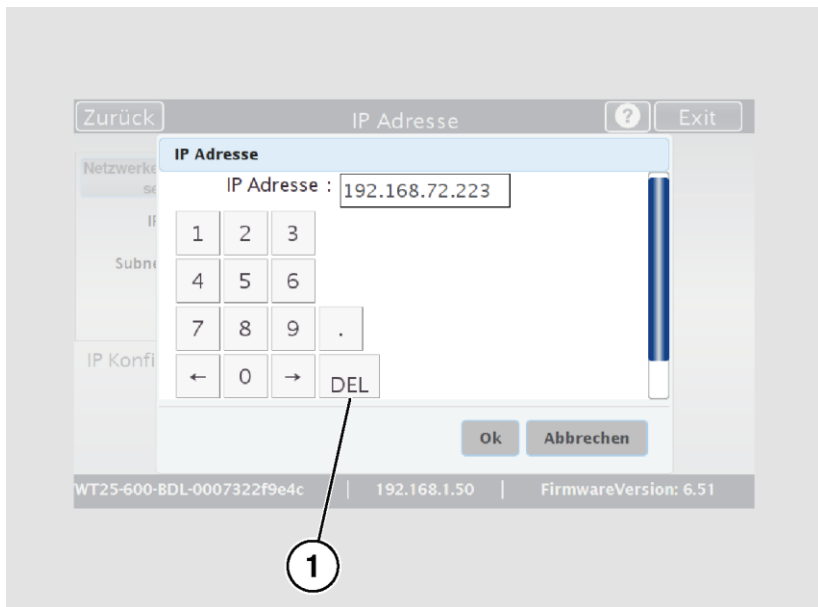 Zurück IP Adresse ? Exit
IP Adresse
IP Adresse : 192.168.72.223
Netzwerke
se
IP
Subne
IP Konfi
1 2 3
4 5 6
7 8 9 .
← 0 → DEL
Ok Abbrechen
WT25-600-BDL-0007322f9e4c | 192.168.1.50 | FirmwareVersion: 6.51
1